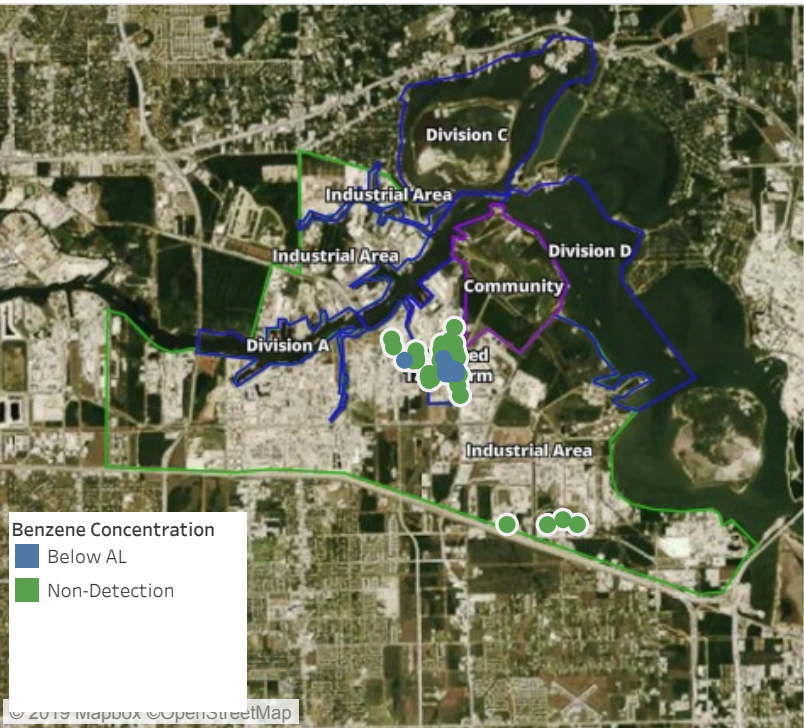 Division C
Industrial Area
Division D
Industrial Area
Community
Division A
Industrial Area
Benzene Concentration
Below AL
Non-Detection
© 2019 Mapbox ©OpenStreetMap